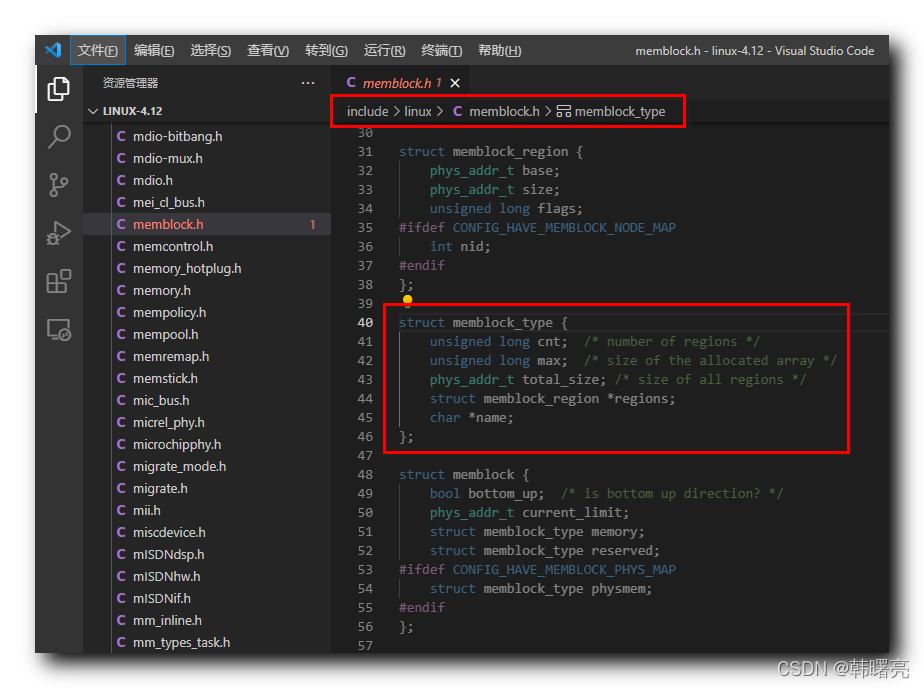 文件(F) 编辑(E) 选择(S) 查看(V) 转到(G) 运行(R) 终端(T) 帮助(H) memblock.h - linux-4.12 - Visual Studio Code
资源管理器 ···
LINUX-4.12
C mdio-bitbang.h
C mdio-mux.h
C mdio.h
C mei_cl_bus.h
C memblock.h 1
C memcontrol.h
C memory_hotplug.h
C memory.h
C mempolicy.h
C mempool.h
C memremap.h
C memstick.h
C mic_bus.h
C micrel_phy.h
C microchipphy.h
C migrate_mode.h
C migrate.h
C mii.h
C miscdevice.h
C mISDNdsp.h
C mISDNhw.h
C mISDNif.h
C mm_inline.h
C mm_types_task.h
C memblock.h 1 ×
include > linux > C memblock.h > memblock_type
30
31 struct memblock_region {
32 phys_addr_t base;
33 phys_addr_t size;
34 unsigned long flags;
35 #ifdef CONFIG_HAVE_MEMBLOCK_NODE_MAP
36 int nid;
37 #endif
38 };
39
40 struct memblock_type {
41 unsigned long cnt; /* number of regions */
42 unsigned long max; /* size of the allocated array */
43 phys_addr_t total_size; /* size of all regions */
44 struct memblock_region *regions;
45 char *name;
46 };
47
48 struct memblock {
49 bool bottom_up; /* is bottom up direction? */
50 phys_addr_t current_limit;
51 struct memblock_type memory;
52 struct memblock_type reserved;
53 #ifdef CONFIG_HAVE_MEMBLOCK_PHYS_MAP
54 struct memblock_type physmem;
55 #endif
56 };
57
CSDN @韩曙亮